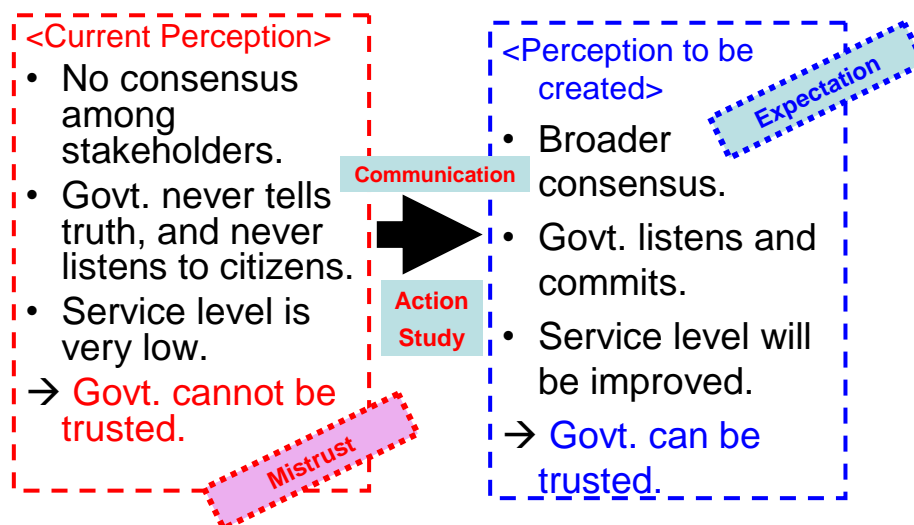 <Current Perception>
• No consensus
among
stakeholders.
• Govt. never tells
truth, and never
listens to citizens.
• Service level is
very low.
→ Govt. cannot be
trusted.
Mistrust
Communication
Action
Study
<Perception to be
created>
Expectation
• Broader
consensus.
• Govt. listens and
commits.
• Service level will
be improved.
→ Govt. can be
trusted.